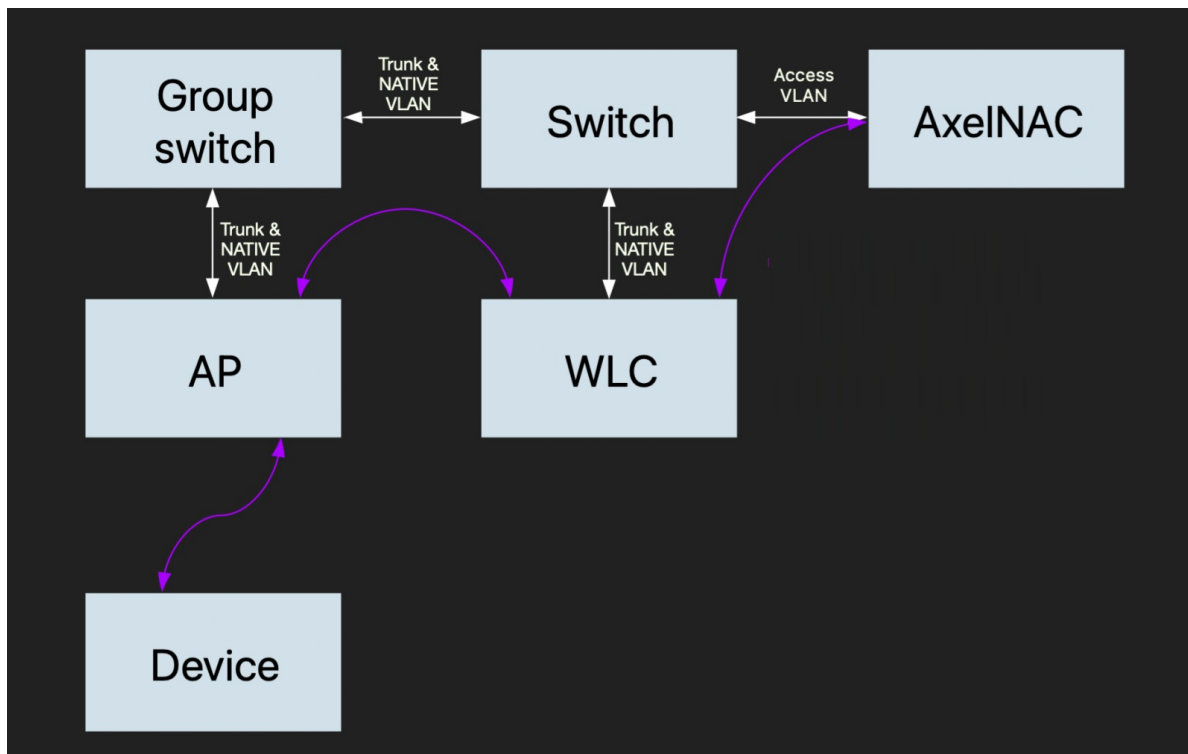 Group
switch
Trunk &
NATIVE
VLAN
Switch
Access
VLAN
AxelNAC
Trunk &
NATIVE
VLAN
Trunk &
NATIVE
VLAN
AP
WLC
Device